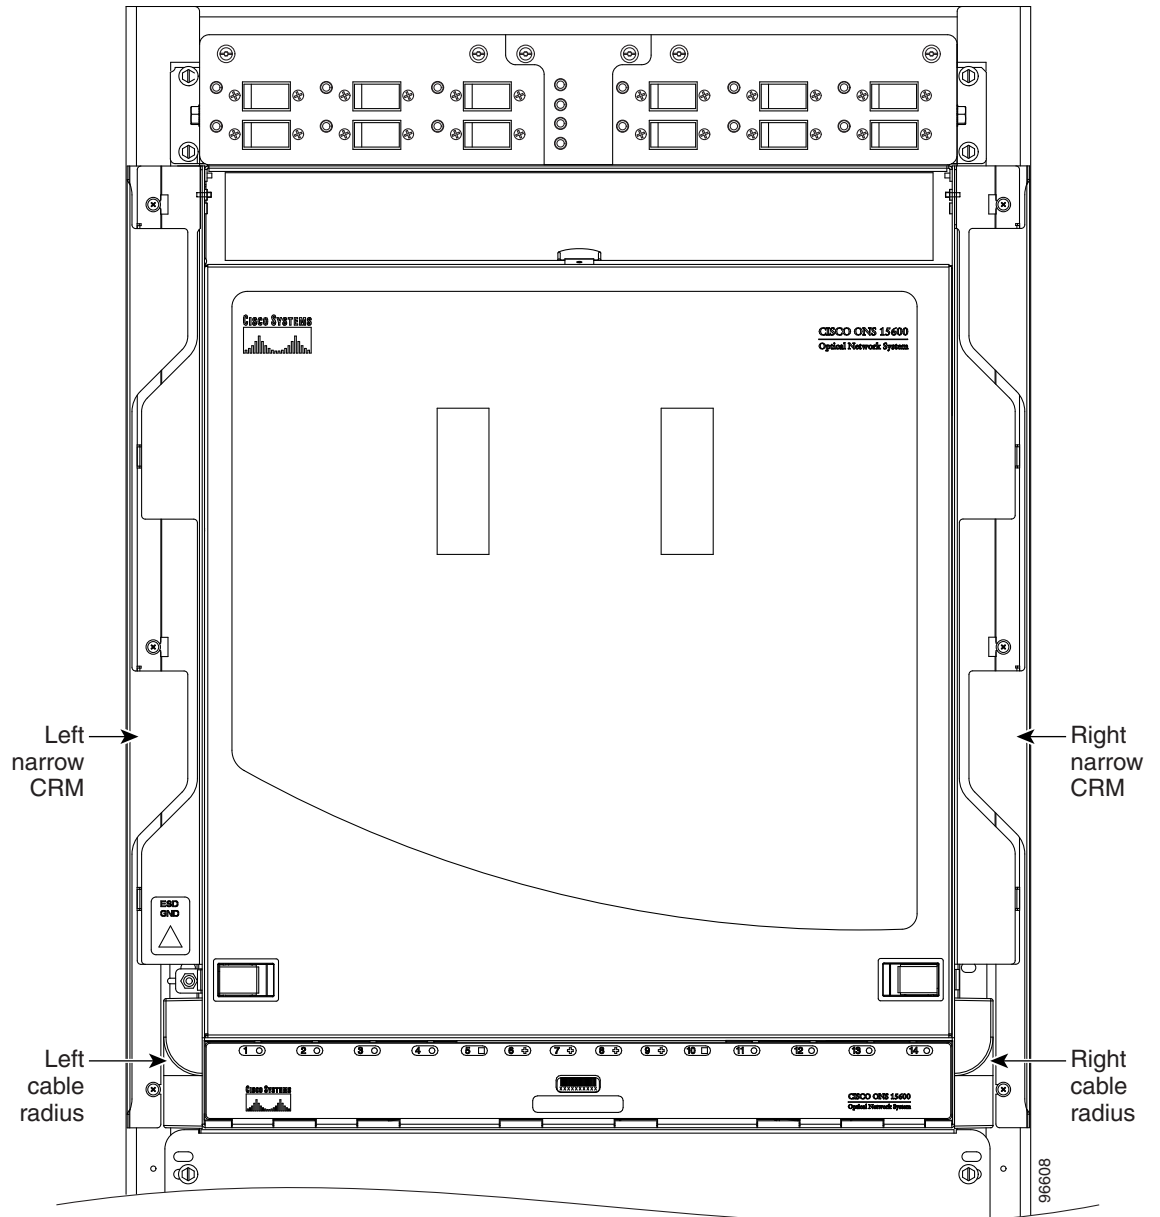 CISCO SYSTEMS
CISCO ONS 15600
Optical Network System
Left
narrow
CRM
Right
narrow
CRM
ESD
GND
1 2 3 4 5 6 7 8 9 10 11 12 13 14
Left
cable
radius
Right
cable
radius
CISCO SYSTEMS
CISCO ONS 15600
Optical Network System
96608